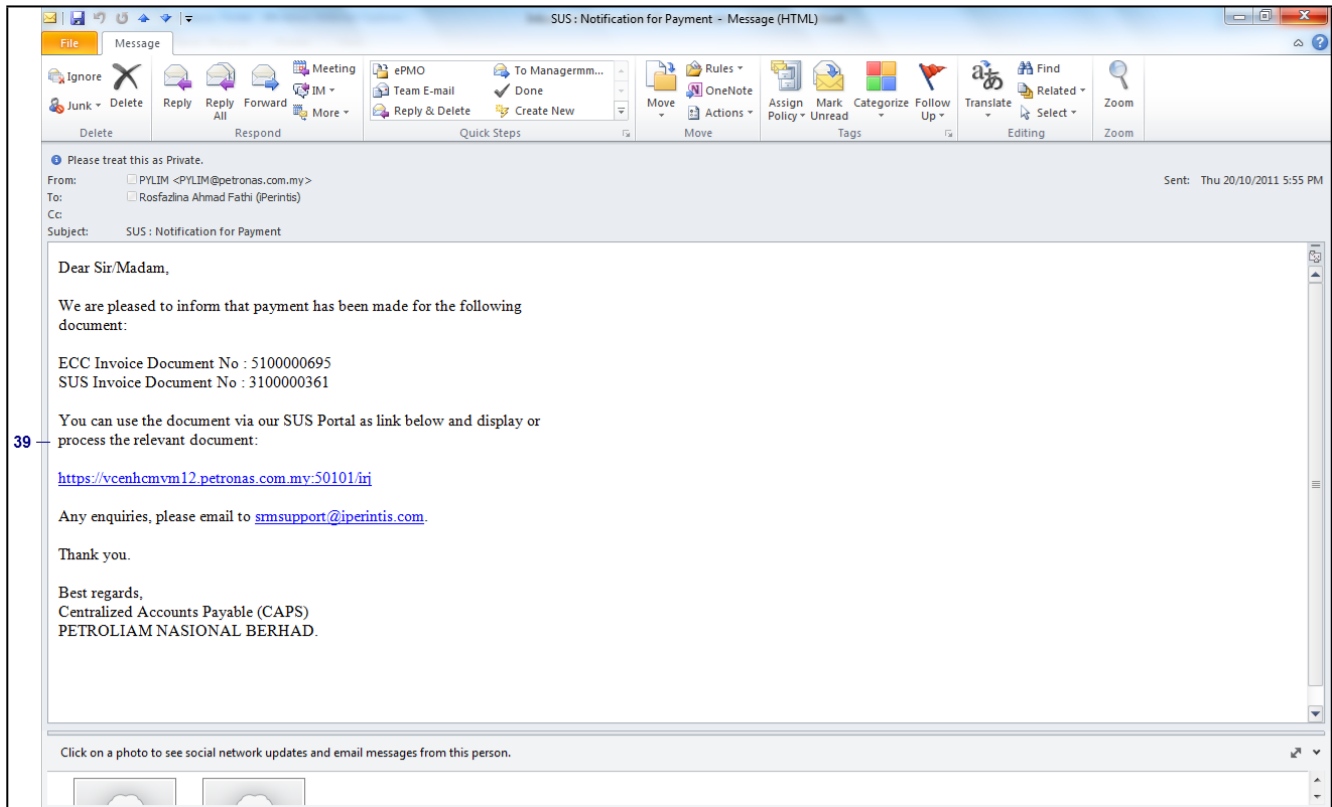 SUS : Notification for Payment - Message (HTML)
File Message
Ignore
Junk
Delete
Reply
Reply All
Forward
Meeting
IM
More
ePMO
Team E-mail
Reply & Delete
To Managermm...
Done
Create New
Move
Rules
OneNote
Actions
Assign Policy
Mark Unread
Categorize
Follow Up
Translate
Find
Related
Select
Zoom
Delete Respond Quick Steps Move Tags Editing Zoom
Please treat this as Private.
From: PYLIM <PYLIM@petronas.com.my> Sent: Thu 20/10/2011 5:55 PM
To: Rosfazlina Ahmad Fathi (iPerintis)
Cc:
Subject: SUS : Notification for Payment
Dear Sir/Madam,
We are pleased to inform that payment has been made for the following
document:
ECC Invoice Document No : 5100000695
SUS Invoice Document No : 3100000361
You can use the document via our SUS Portal as link below and display or
39 process the relevant document:
https://vcenhcmvm12.petronas.com.my:50101/irj
Any enquiries, please email to srmsupport@iperintis.com.
Thank you.
Best regards,
Centralized Accounts Payable (CAPS)
PETROLIAM NASIONAL BERHAD.
Click on a photo to see social network updates and email messages from this person.